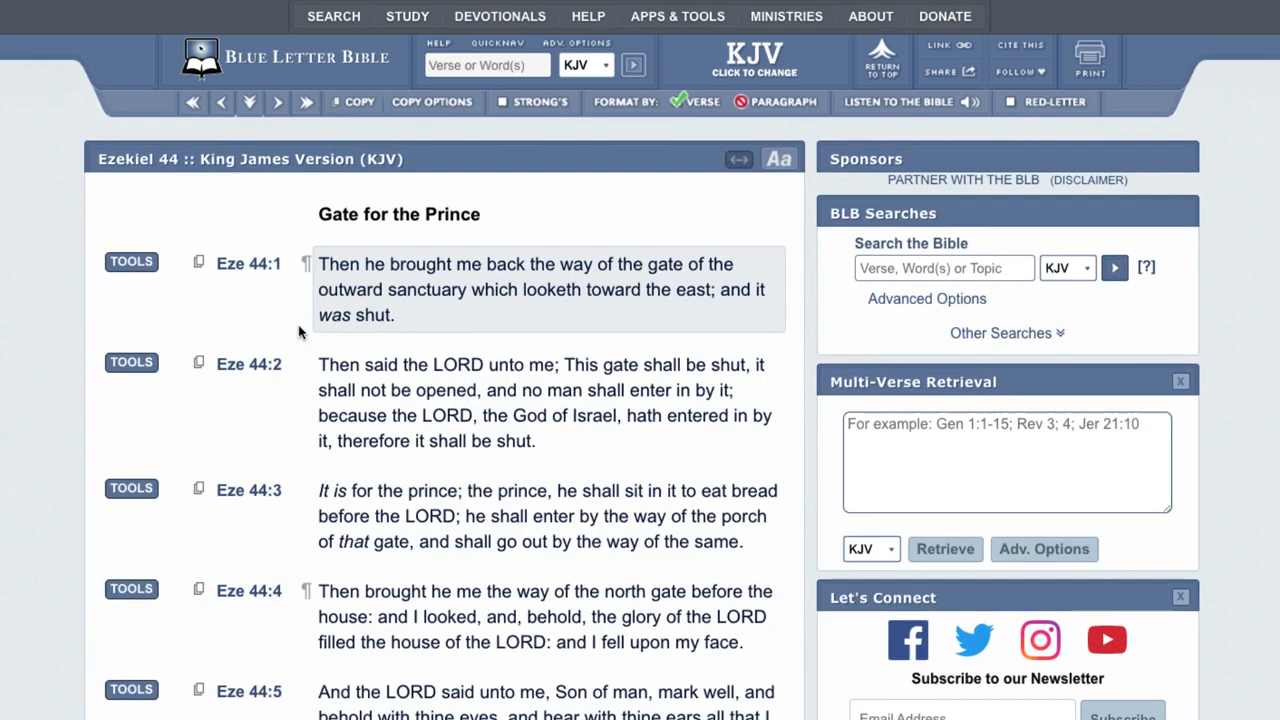 SEARCH STUDY DEVOTIONALS HELP APPS & TOOLS MINISTRIES ABOUT DONATE
BLUE LETTER BIBLE
HELP QUICKNAV ADV. OPTIONS
Verse or Word(s) KJV
KJV
CLICK TO CHANGE
RETURN
TO TOP
LINK CITE THIS
SHARE FOLLOW
PRINT
COPY COPY OPTIONS STRONG'S FORMAT BY: VERSE PARAGRAPH LISTEN TO THE BIBLE RED-LETTER
Ezekiel 44 :: King James Version (KJV) Aa
Gate for the Prince
TOOLS Eze 44:1 ¶ Then he brought me back the way of the gate of the
outward sanctuary which looketh toward the east; and it
was shut.
TOOLS Eze 44:2 Then said the LORD unto me; This gate shall be shut, it
shall not be opened, and no man shall enter in by it;
because the LORD, the God of Israel, hath entered in by
it, therefore it shall be shut.
TOOLS Eze 44:3 It is for the prince; the prince, he shall sit in it to eat bread
before the LORD; he shall enter by the way of the porch
of that gate, and shall go out by the way of the same.
TOOLS Eze 44:4 ¶ Then brought he me the way of the north gate before the
house: and I looked, and, behold, the glory of the LORD
filled the house of the LORD: and I fell upon my face.
TOOLS Eze 44:5 And the LORD said unto me, Son of man, mark well, and
behold with thine eyes, and hear with thine ears all that I
Sponsors
PARTNER WITH THE BLB (DISCLAIMER)
BLB Searches
Search the Bible
Verse, Word(s) or Topic KJV [?]
Advanced Options
Other Searches
Multi-Verse Retrieval X
For example: Gen 1:1-15; Rev 3; 4; Jer 21:10
KJV Retrieve Adv. Options
Let's Connect X
Subscribe to our Newsletter
Email Address Subscribe